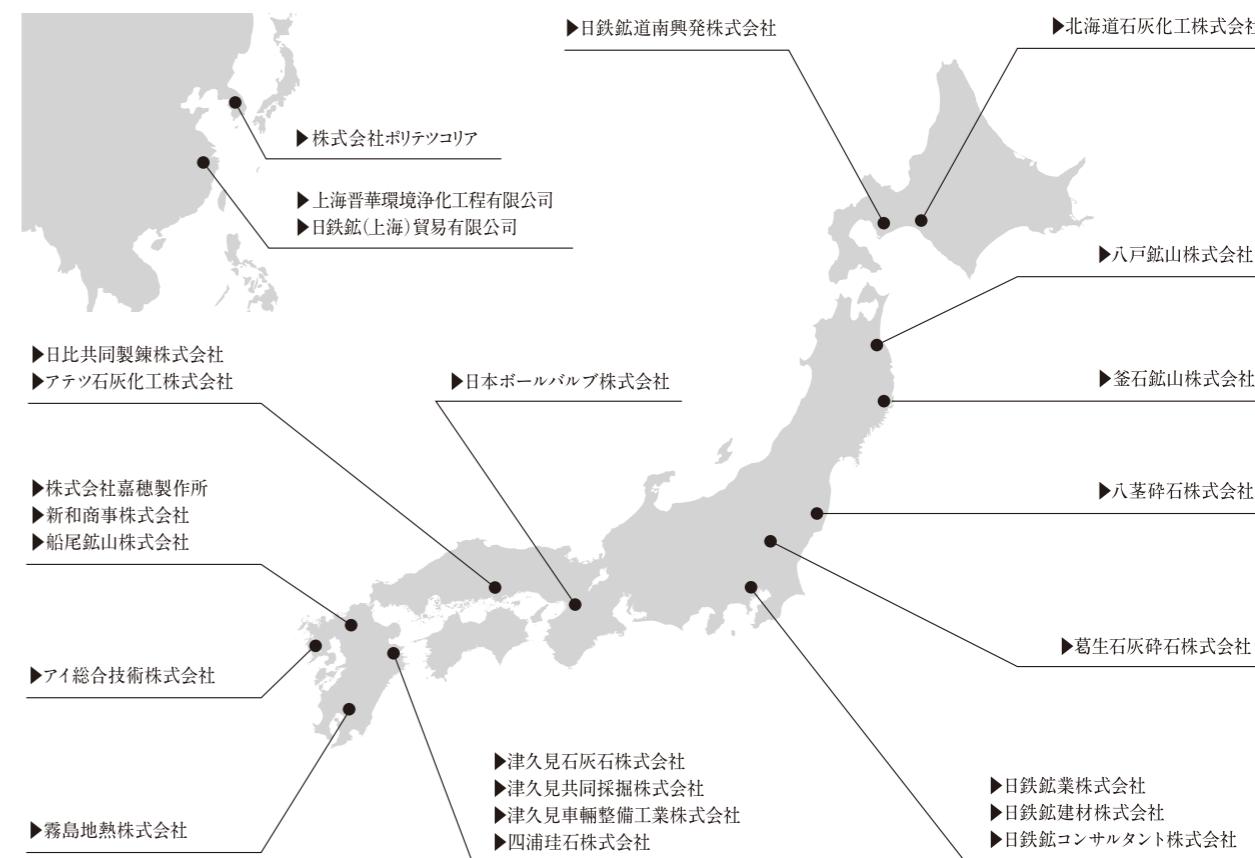 ▶日鉄鉱道南興発株式会社
▶北海道石灰化工株式会社
▶株式会社ポリテツコリア
▶上海晋華環境浄化工程有限公司
▶日鉄鉱(上海)貿易有限公司
▶八戸鉱山株式会社
▶日比共同製錬株式会社
▶アテツ石灰化工株式会社
▶日本ボールバルブ株式会社
▶釜石鉱山株式会社
▶株式会社嘉穂製作所
▶新和商事株式会社
▶船尾鉱山株式会社
▶八茎砕石株式会社
▶葛生石灰砕石株式会社
▶アイ総合技術株式会社
▶津久見石灰石株式会社
▶津久見共同採掘株式会社
▶津久見車輛整備工業株式会社
▶四浦珪石株式会社
▶日鉄鉱業株式会社
▶日鉄鉱建材株式会社
▶日鉄鉱コンサルタント株式会社
▶霧島地熱株式会社